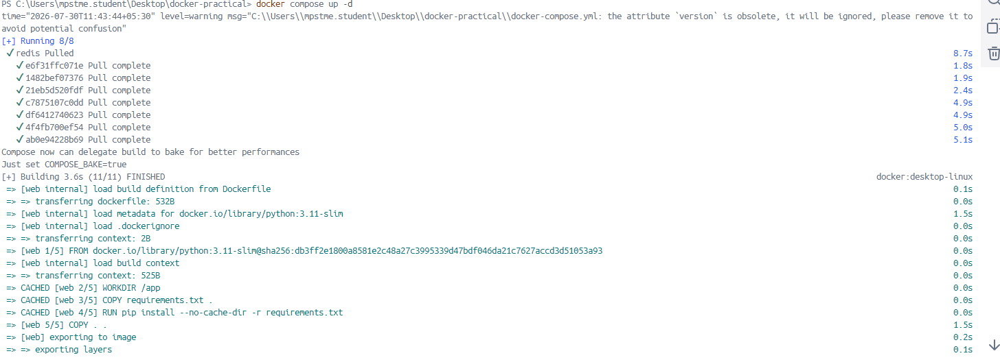 PS C:\Users\mpstme.student\Desktop\docker-practical> docker compose up -d
time="2026-07-30T11:43:44+05:30" level=warning msg="C:\\Users\\mpstme.student\\Desktop\\docker-practical\\docker-compose.yml: the attribute `version` is obsolete, it will be ignored, please remove it to
avoid potential confusion"
[+] Running 8/8
✓ redis Pulled 8.7s
✓ e6f31ffc071e Pull complete 1.8s
✓ 1482bef07376 Pull complete 1.9s
✓ 21eb5d520fdf Pull complete 2.4s
✓ c7875107c0dd Pull complete 4.9s
✓ df6412740623 Pull complete 4.9s
✓ 4f4fb700ef54 Pull complete 5.0s
✓ ab0e94228b69 Pull complete 5.1s
Compose now can delegate build to bake for better performances
Just set COMPOSE_BAKE=true
[+] Building 3.6s (11/11) FINISHED docker:desktop-linux
=> [web internal] load build definition from Dockerfile 0.1s
=> => transferring dockerfile: 532B 0.0s
=> [web internal] load metadata for docker.io/library/python:3.11-slim 1.5s
=> [web internal] load .dockerignore 0.0s
=> => transferring context: 2B 0.0s
=> [web 1/5] FROM docker.io/library/python:3.11-slim@sha256:db3ff2e1800a8581e2c48a27c3995339d47bdf046da21c7627accd3d51053a93 0.0s
=> [web internal] load build context 0.0s
=> => transferring context: 525B 0.0s
=> CACHED [web 2/5] WORKDIR /app 0.0s
=> CACHED [web 3/5] COPY requirements.txt . 0.0s
=> CACHED [web 4/5] RUN pip install --no-cache-dir -r requirements.txt 0.0s
=> [web 5/5] COPY . . 1.5s
=> [web] exporting to image 0.2s
=> => exporting layers 0.1s